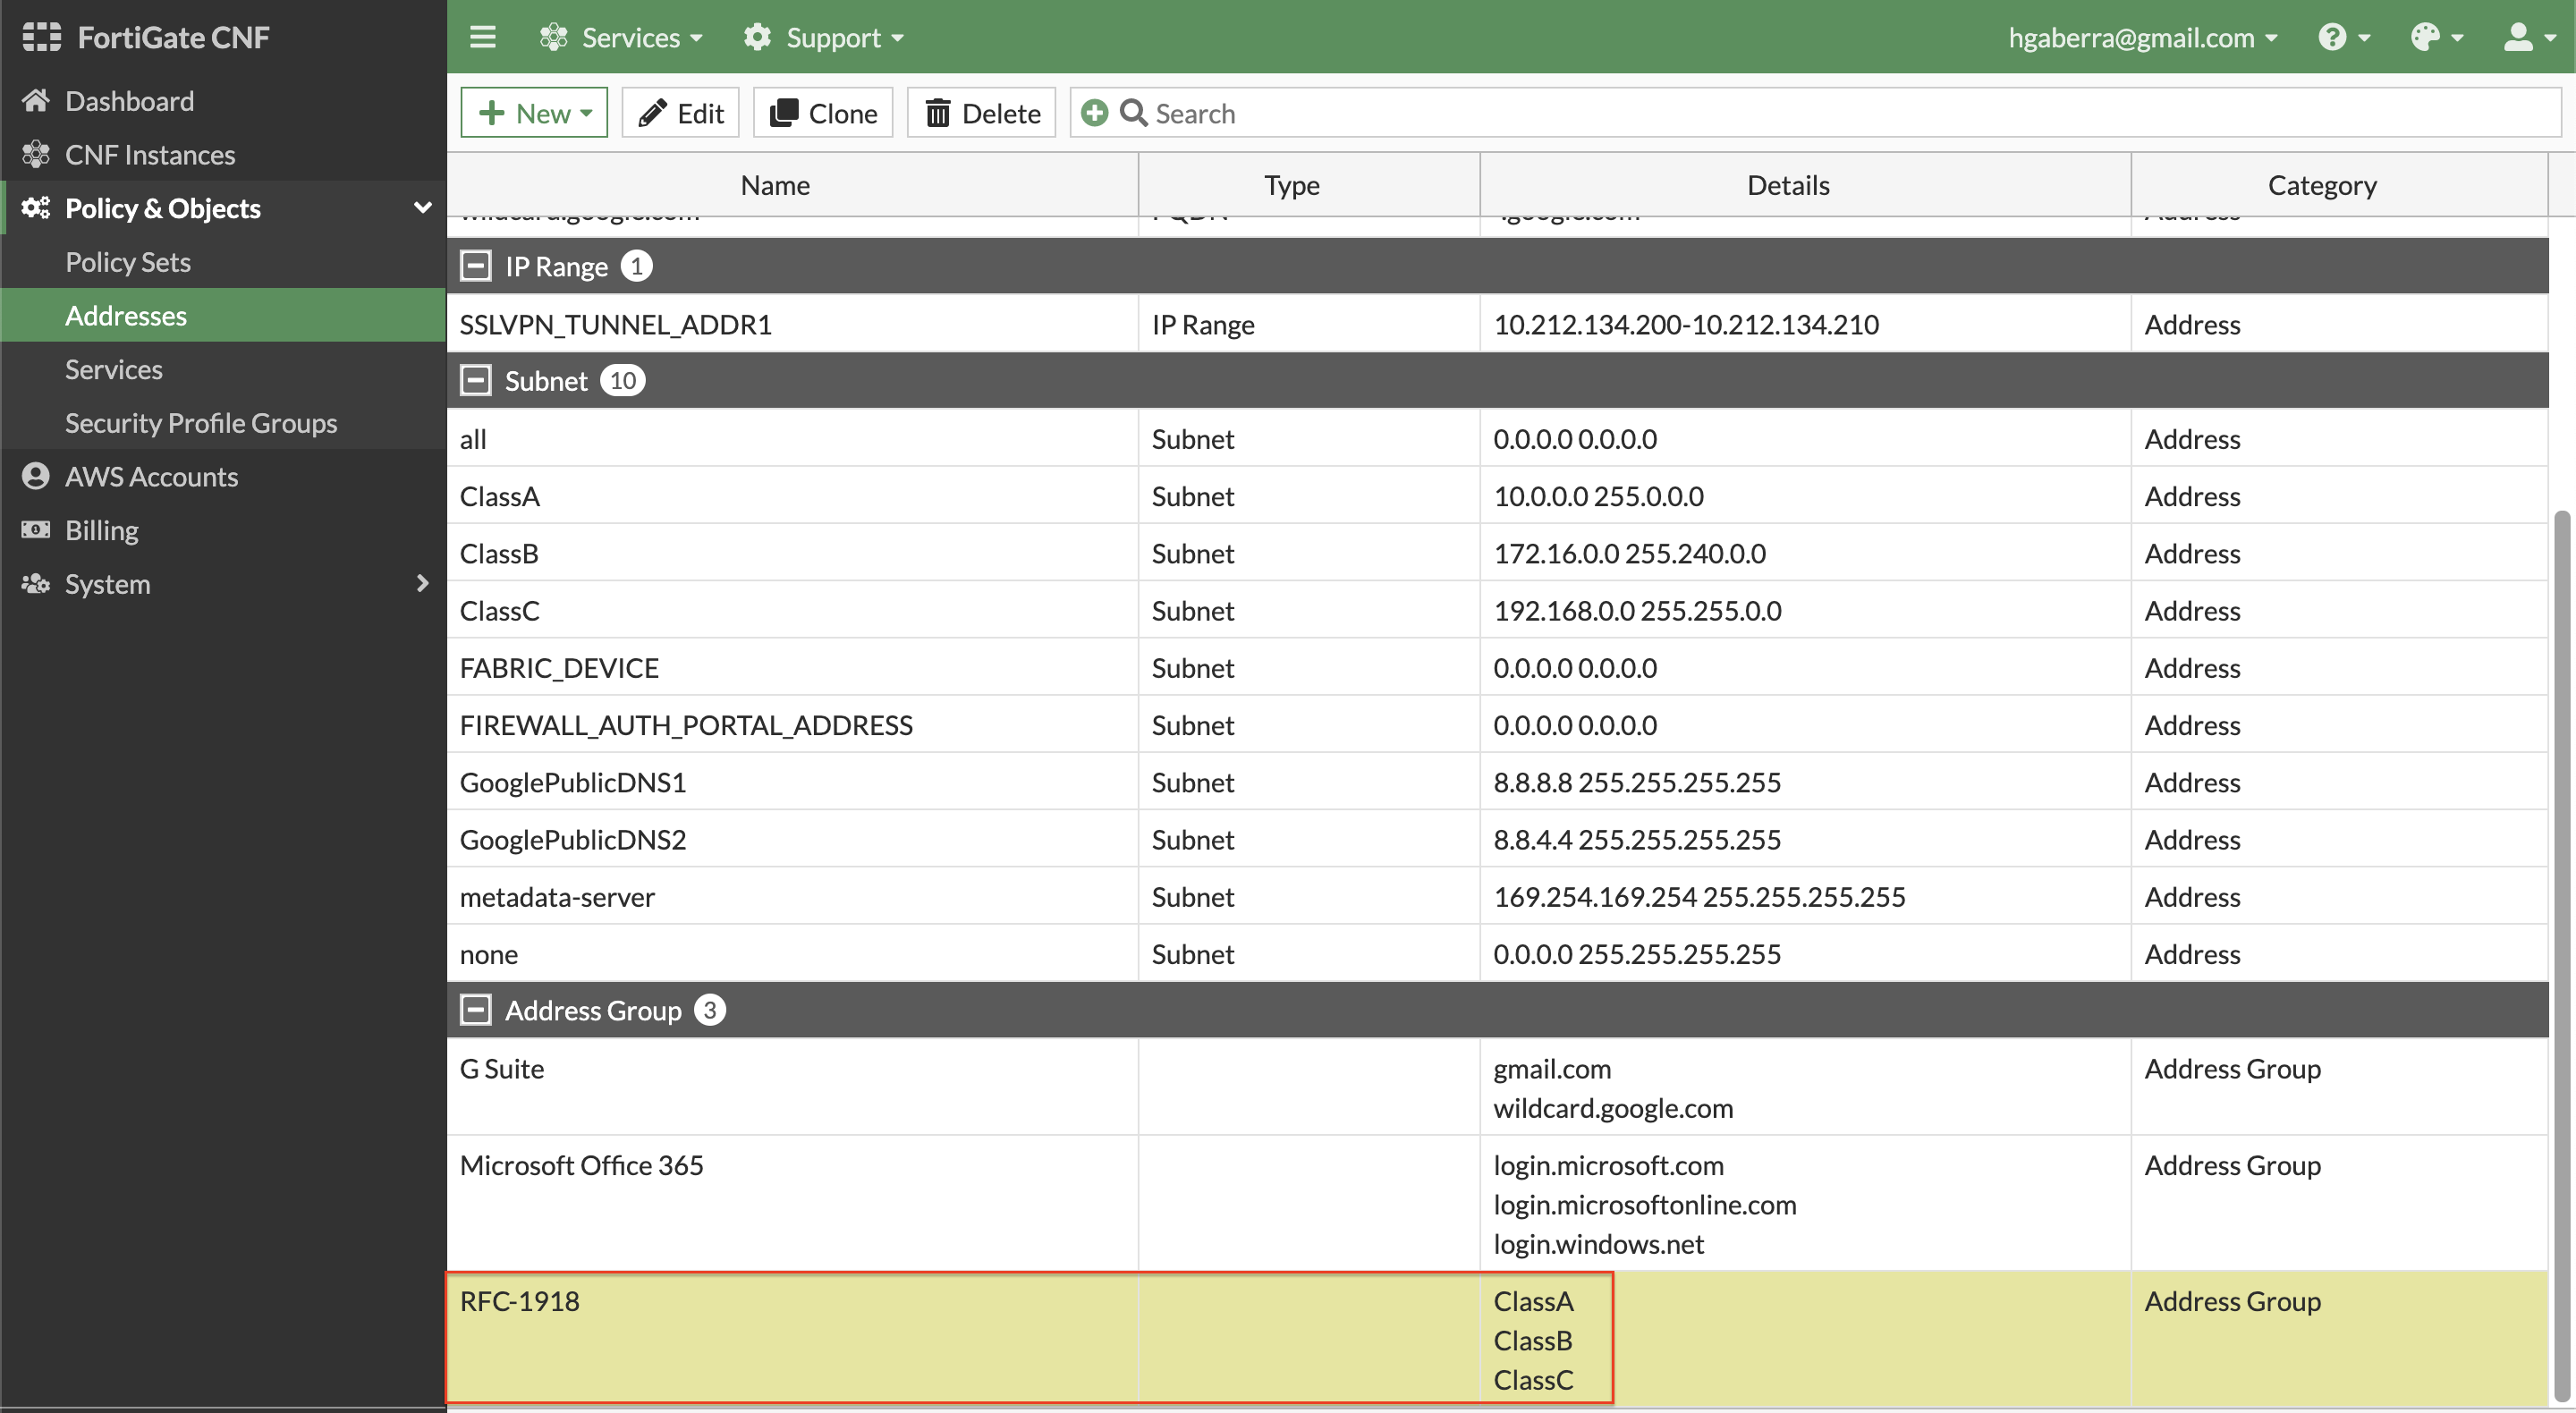 FortiGate CNF
Services
Support
hgaberra@gmail.com
Dashboard
CNF Instances
Policy & Objects
Policy Sets
Addresses
Services
Security Profile Groups
AWS Accounts
Billing
System
New
Edit
Clone
Delete
Search
Name Type Details Category
IP Range 1
SSLVPN_TUNNEL_ADDR1 IP Range 10.212.134.200-10.212.134.210 Address
Subnet 10
all Subnet 0.0.0.0 0.0.0.0 Address
ClassA Subnet 10.0.0.0 255.0.0.0 Address
ClassB Subnet 172.16.0.0 255.240.0.0 Address
ClassC Subnet 192.168.0.0 255.255.0.0 Address
FABRIC_DEVICE Subnet 0.0.0.0 0.0.0.0 Address
FIREWALL_AUTH_PORTAL_ADDRESS Subnet 0.0.0.0 0.0.0.0 Address
GooglePublicDNS1 Subnet 8.8.8.8 255.255.255.255 Address
GooglePublicDNS2 Subnet 8.8.4.4 255.255.255.255 Address
metadata-server Subnet 169.254.169.254 255.255.255.255 Address
none Subnet 0.0.0.0 255.255.255.255 Address
Address Group 3
G Suite gmail.com Address Group
wildcard.google.com
Microsoft Office 365 login.microsoft.com Address Group
login.microsoftonline.com
login.windows.net
RFC-1918 ClassA Address Group
ClassB
ClassC